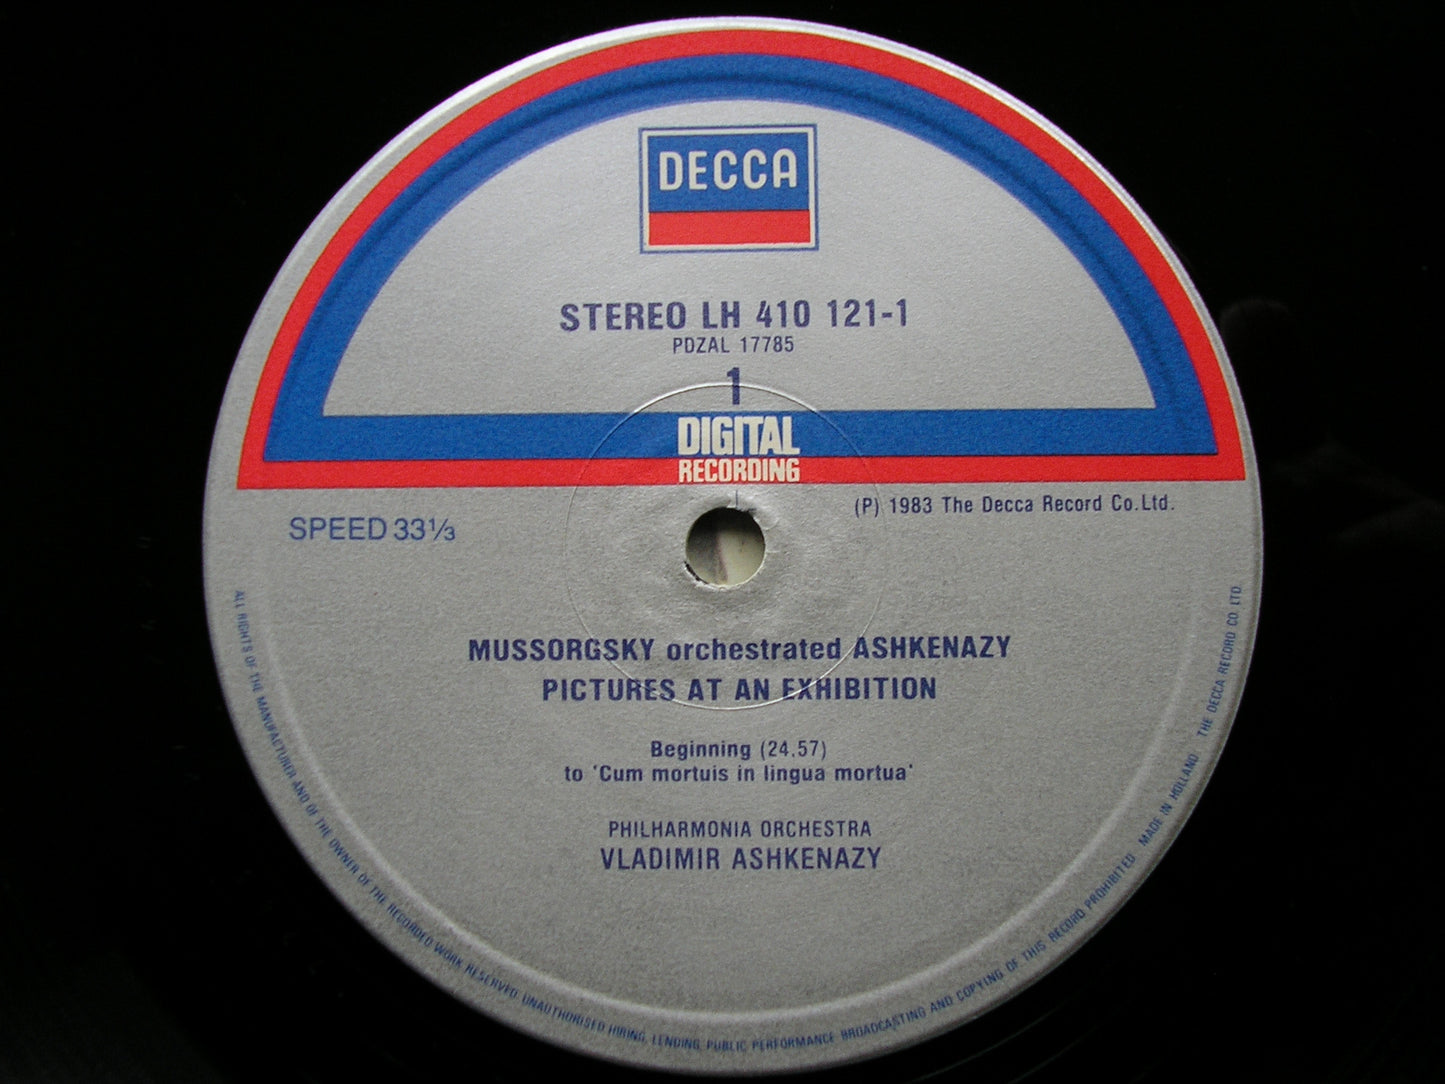 DECCA
STEREO LH 410 121-1
PDZAL 17785
1
DIGITAL
RECORDING
(P) 1983 The Decca Record Co.Ltd.
SPEED 33⅓
MUSSORGSKY orchestrated ASHKENAZY
PICTURES AT AN EXHIBITION
Beginning (24.57)
to 'Cum mortuis in lingua mortua'
PHILHARMONIA ORCHESTRA
VLADIMIR ASHKENAZY
ALL RIGHTS OF THE MANUFACTURER AND OF THE OWNER OF THE RECORDED WORK RESERVED. UNAUTHORISED HIRING, LENDING, PUBLIC PERFORMANCE BROADCASTING AND COPYING OF THIS RECORD PROHIBITED MADE IN HOLLAND THE DECCA RECORD CO. LTD